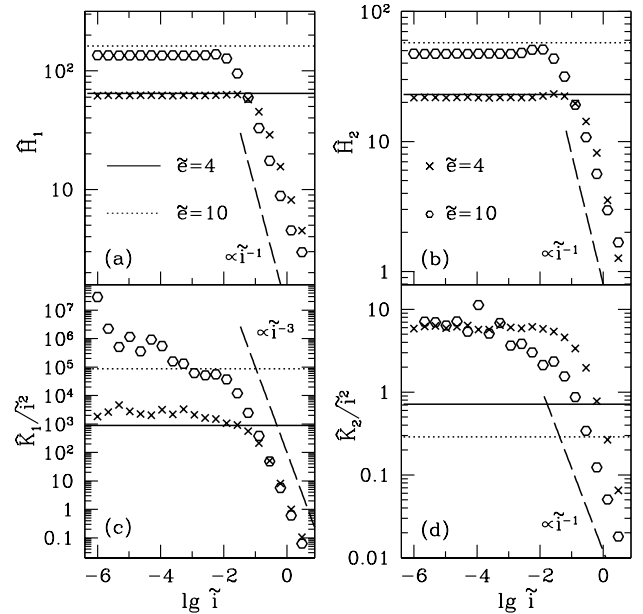 Ĥ₁
10²
10
ẽ=4
ẽ=10
(a)
∝ĩ⁻¹
Ĥ₂
10²
10
1
ẽ=4
ẽ=10
(b)
∝ĩ⁻¹
K̂₁/ĩ²
10⁷
10⁶
10⁵
10⁴
10³
10²
10
1
0.1
∝ĩ⁻³
(c)
−6 −4 −2 0
lg ĩ
K̂₂/ĩ²
10
1
0.1
0.01
∝ĩ⁻¹
(d)
−6 −4 −2 0
lg ĩ